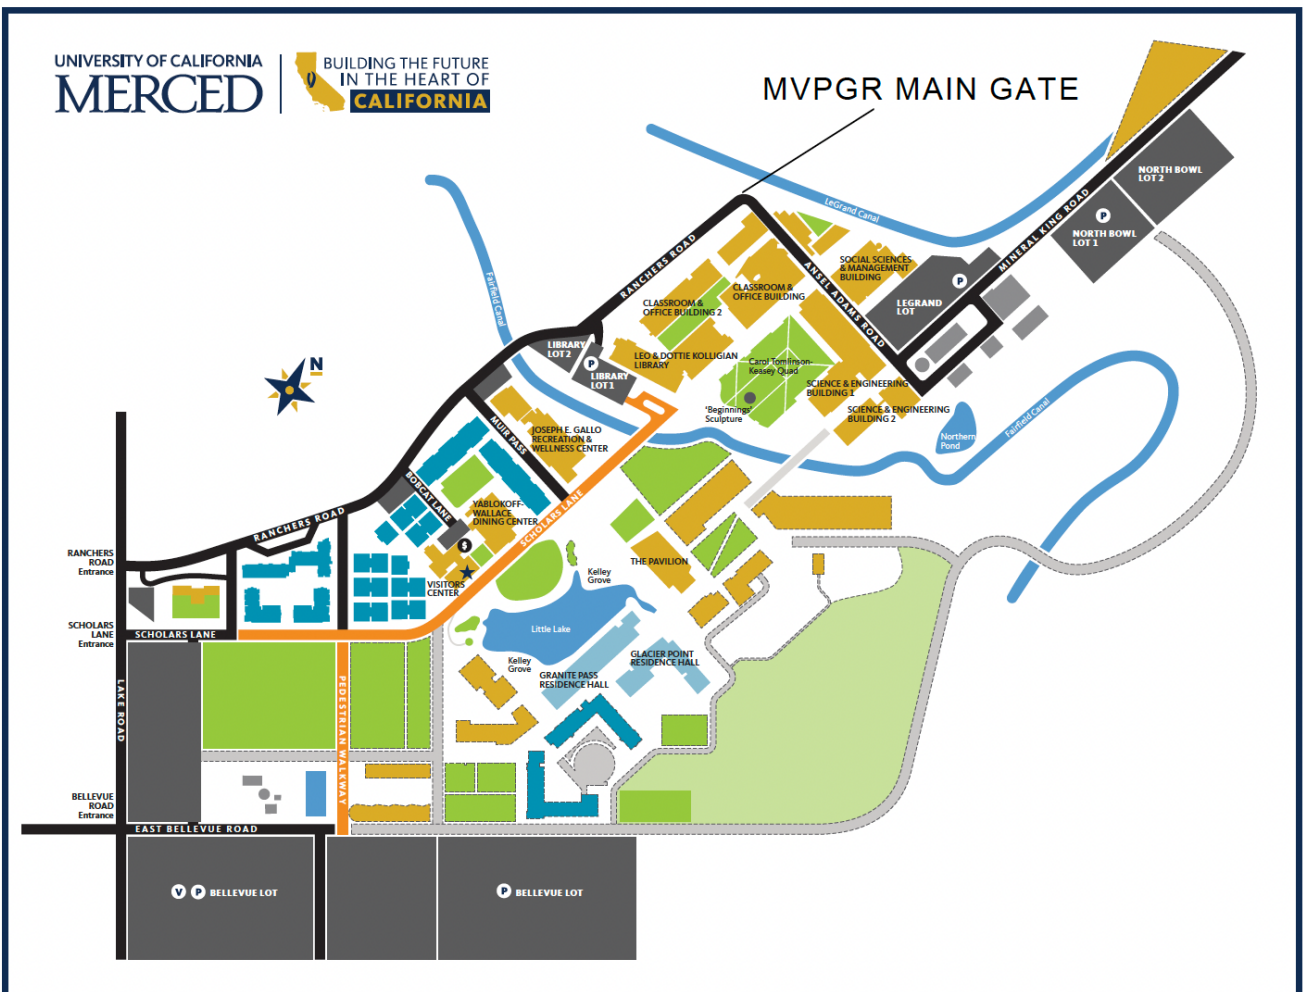 UNIVERSITY OF CALIFORNIA
MERCED
BUILDING THE FUTURE
IN THE HEART OF
CALIFORNIA
MVPGR MAIN GATE
NORTH BOWL
LOT 2
P
NORTH BOWL
LOT 1
MINERAL KING ROAD
LeGrand Canal
SOCIAL SCIENCES
& MANAGEMENT
BUILDING
P
LEGRAND
LOT
ANSEL ADAMS ROAD
RANCHERS ROAD
CLASSROOM &
OFFICE BUILDING
CLASSROOM &
OFFICE BUILDING 2
Fairfield Canal
LIBRARY
LOT 2
P
LIBRARY
LOT 1
LEO & DOTTIE KOLLIGIAN
LIBRARY
Carol Tomlinson-
Keasey Quad
SCIENCE & ENGINEERING
BUILDING 1
'Beginnings'
Sculpture
SCIENCE & ENGINEERING
BUILDING 2
Northern
Pond
Fairfield Canal
N
MUIR PASS
JOSEPH E. GALLO
RECREATION &
WELLNESS CENTER
BOBCAT LANE
YABLOKOFF-
WALLACE
DINING CENTER
SCHOLARS LANE
RANCHERS ROAD
$
RANCHERS
ROAD
Entrance
VISITORS
CENTER
Kelley
Grove
THE PAVILION
SCHOLARS
LANE
Entrance
SCHOLARS LANE
Little Lake
Kelley
Grove
GRANITE PASS
RESIDENCE HALL
GLACIER POINT
RESIDENCE HALL
LAKE ROAD
PEDESTRIAN WALKWAY
BELLEVUE
ROAD
Entrance
EAST BELLEVUE ROAD
V P BELLEVUE LOT
P BELLEVUE LOT